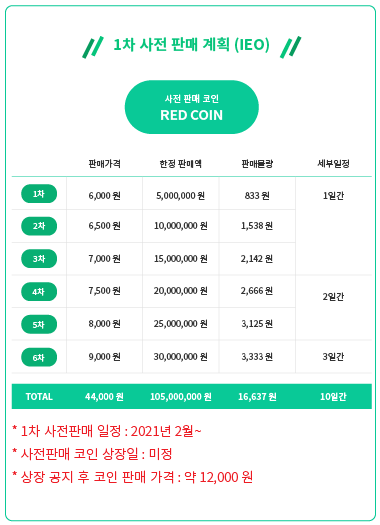 1차 사전 판매 계획 (IEO)
사전 판매 코인
RED COIN
판매가격 한정 판매액 판매물량 세부일정
1차 6,000 원 5,000,000 원 833 원 1일간
2차 6,500 원 10,000,000 원 1,538 원
3차 7,000 원 15,000,000 원 2,142 원
4차 7,500 원 20,000,000 원 2,666 원
2일간
5차 8,000 원 25,000,000 원 3,125 원
6차 9,000 원 30,000,000 원 3,333 원 3일간
TOTAL 44,000 원 105,000,000 원 16,637 원 10일간
* 1차 사전판매 일정 : 2021년 2월~
* 사전판매 코인 상장일 : 미정
* 상장 공지 후 코인 판매 가격 : 약 12,000 원